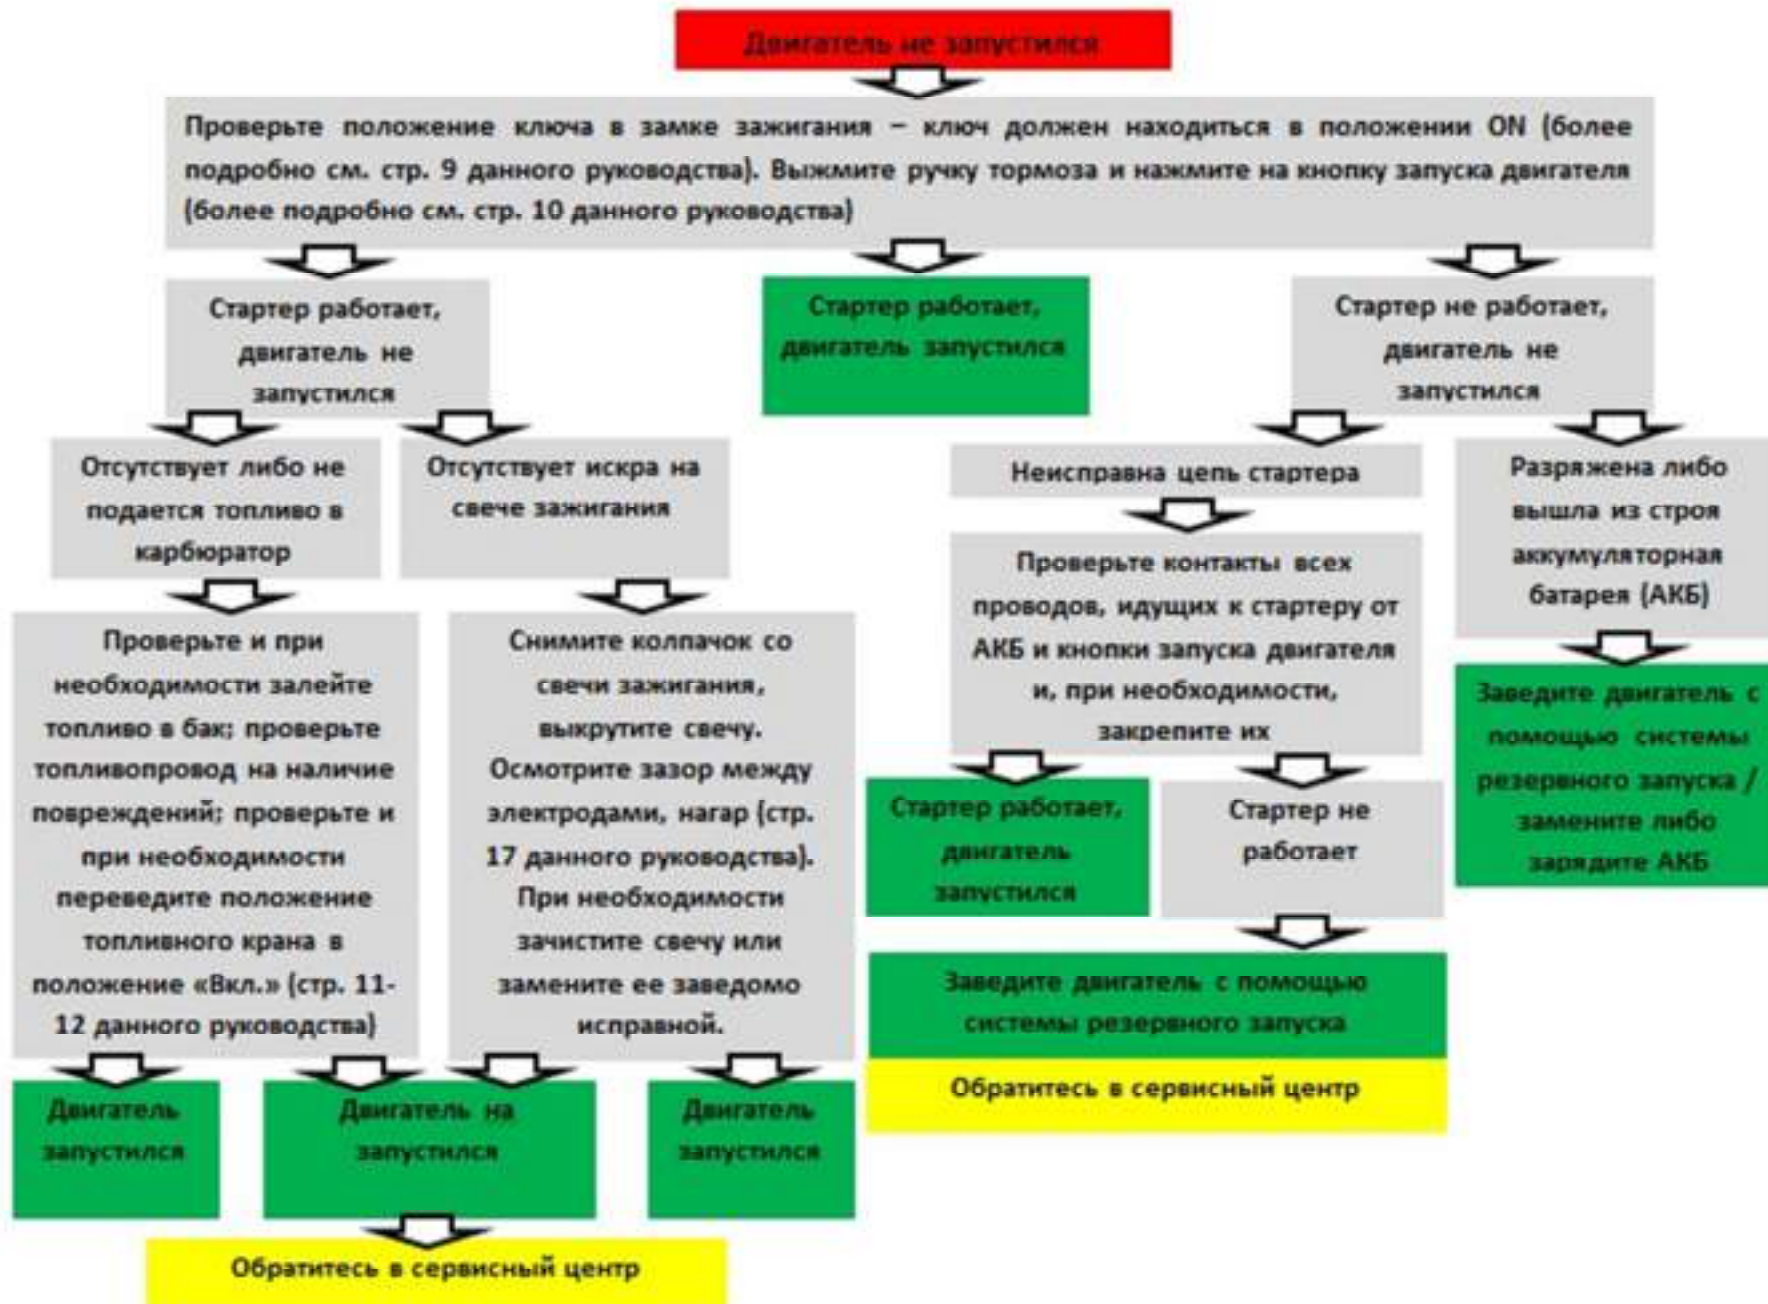 Двигатель не запустился
Проверьте положение ключа в замке зажигания – ключ должен находиться в положении ON (более
подробно см. стр. 9 данного руководства). Выжмите ручку тормоза и нажмите на кнопку запуска двигателя
(более подробно см. стр. 10 данного руководства)
Стартер работает,
двигатель не
запустился
Стартер работает,
двигатель запустился
Стартер не работает,
двигатель не
запустился
Отсутствует либо не
подается топливо в
карбюратор
Отсутствует искра на
свече зажигания
Неисправна цепь стартера
Разряжена либо
вышла из строя
аккумуляторная
батарея (АКБ)
Проверьте и при
необходимости залейте
топливо в бак; проверьте
топливопровод на наличие
повреждений; проверьте и
при необходимости
переведите положение
топливного крана в
положение «Вкл.» (стр. 11-
12 данного руководства)
Снимите колпачок со
свечи зажигания,
выкрутите свечу.
Осмотрите зазор между
электродами, нагар (стр.
17 данного руководства).
При необходимости
зачистите свечу или
замените ее заведомо
исправной.
Проверьте контакты всех
проводов, идущих к стартеру от
АКБ и кнопки запуска двигателя
и, при необходимости,
закрепите их
Заведите двигатель с
помощью системы
резервного запуска /
замените либо
зарядите АКБ
Стартер работает,
двигатель
запустился
Стартер не
работает
Заведите двигатель с помощью
системы резервного запуска
Обратитесь в сервисный центр
Двигатель
запустился
Двигатель на
запустился
Двигатель
запустился
Обратитесь в сервисный центр